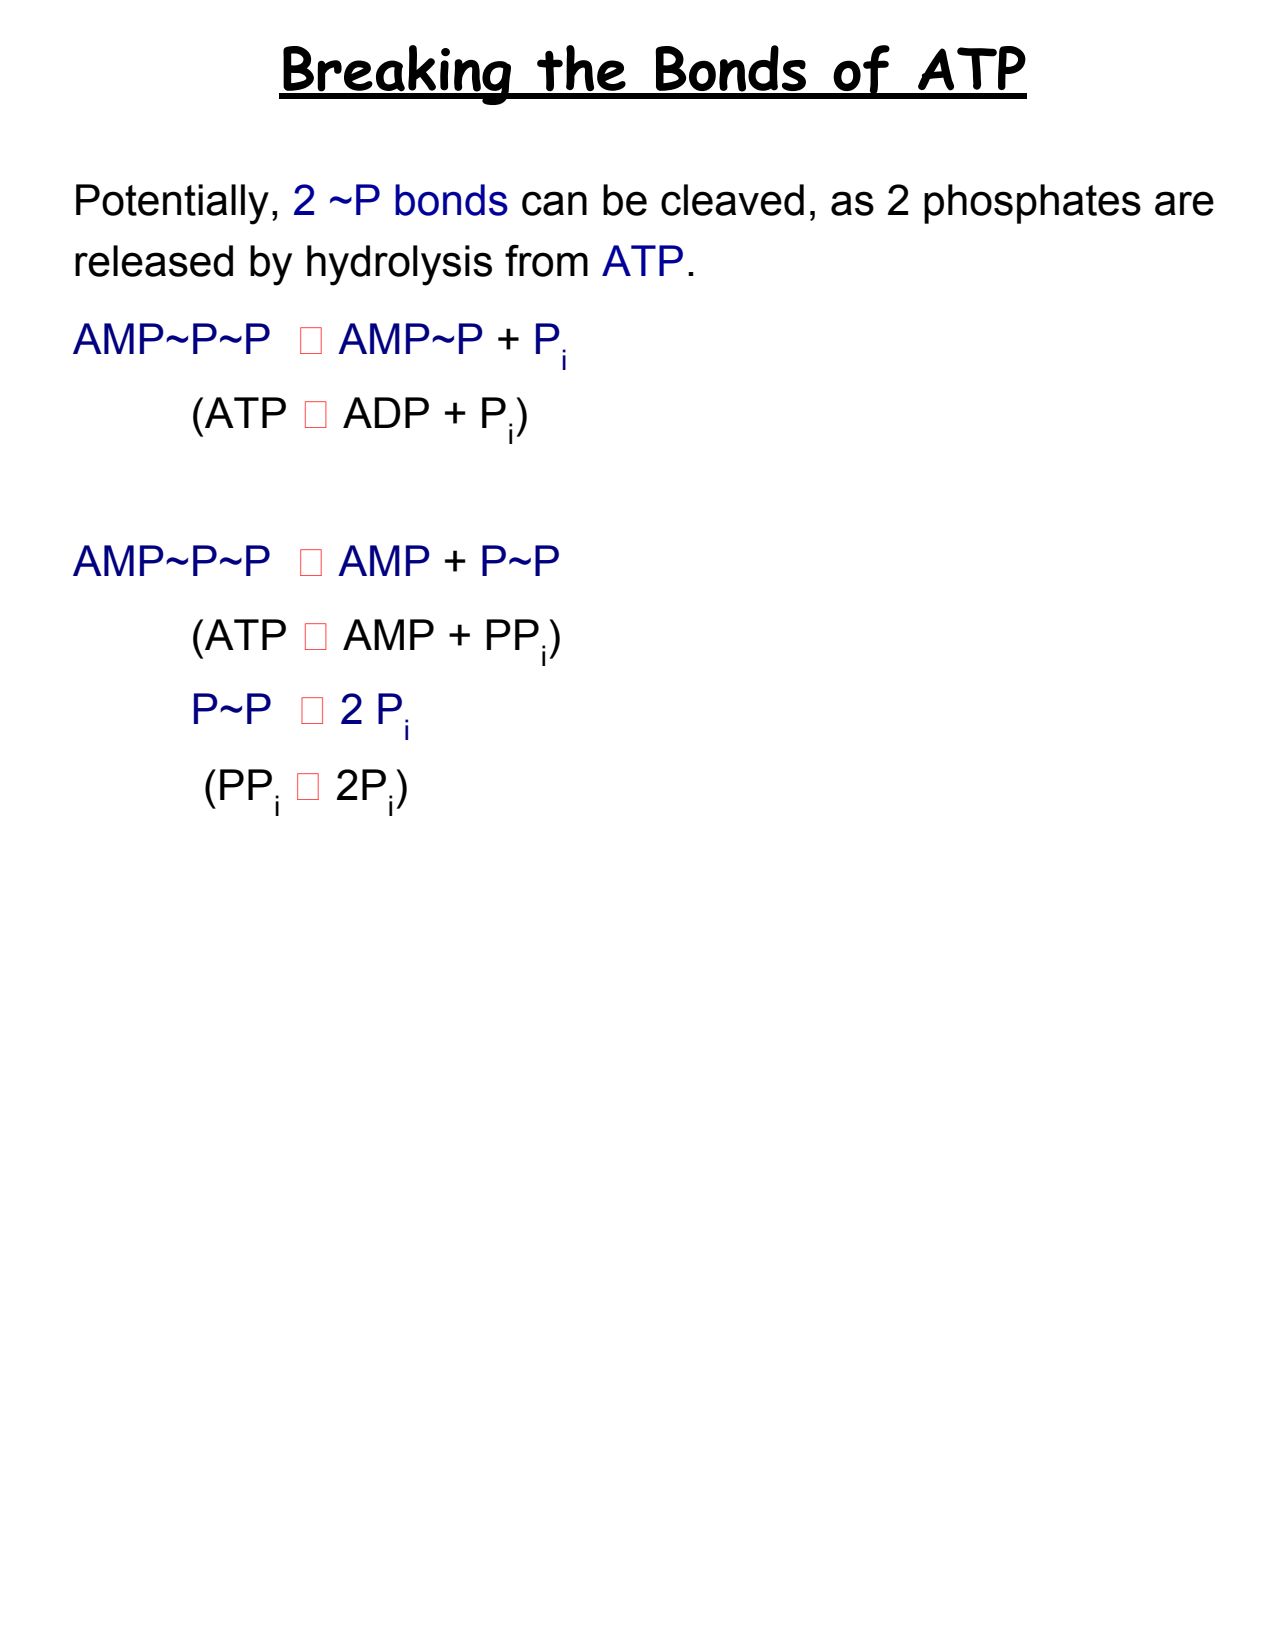 Breaking the Bonds of ATP
Potentially, 2 ~P bonds can be cleaved, as 2 phosphates are
released by hydrolysis from ATP.
AMP~P~P □ AMP~P + Pi
(ATP □ ADP + Pi)
AMP~P~P □ AMP + P~P
(ATP □ AMP + PPi)
P~P □ 2 Pi
(PPi □ 2Pi)